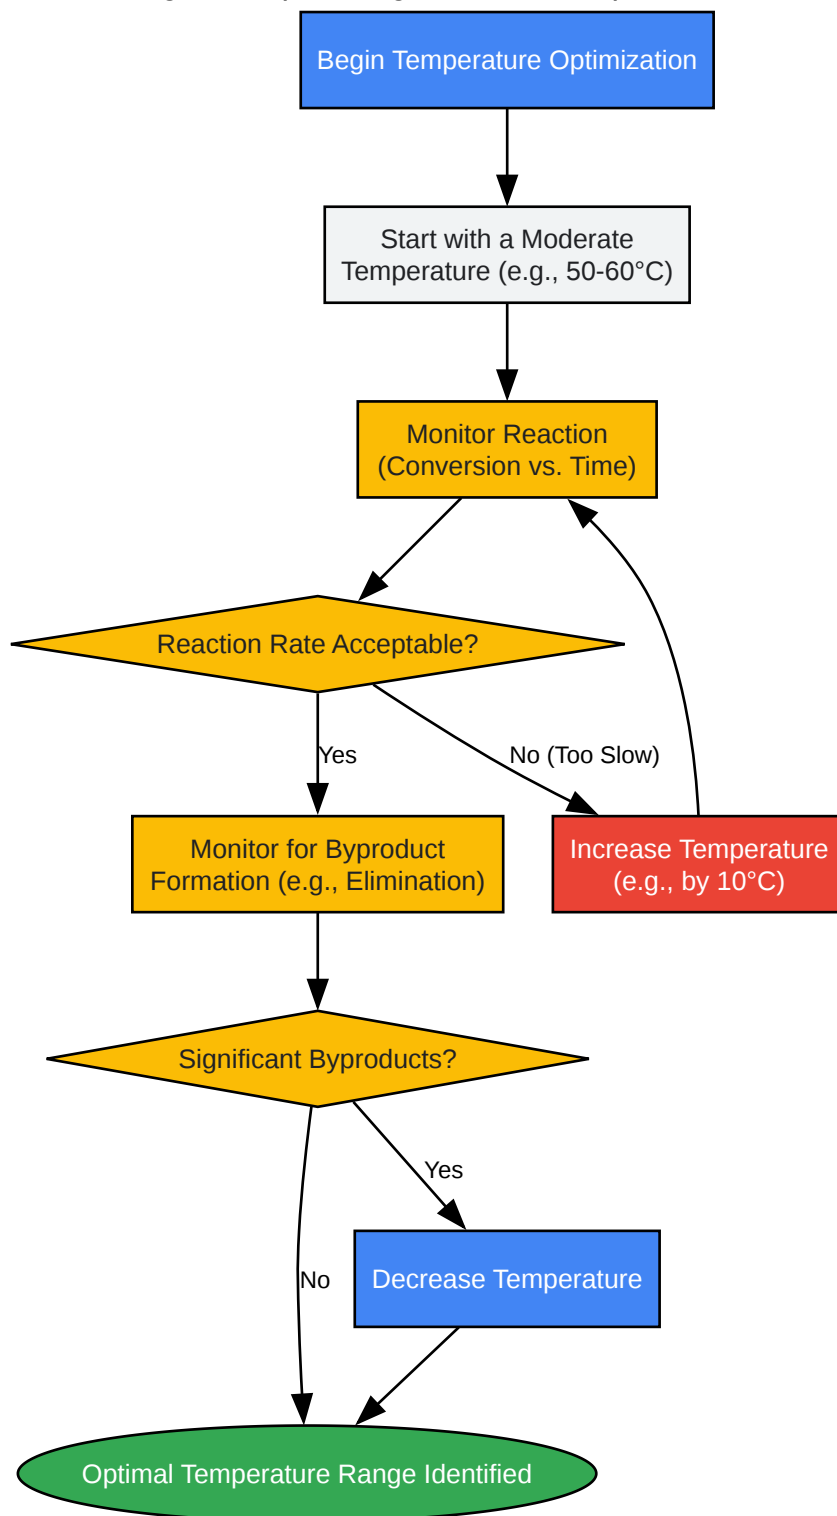 Begin Temperature Optimization
Start with a Moderate
Temperature (e.g., 50-60°C)
Monitor Reaction
(Conversion vs. Time)
Reaction Rate Acceptable?
Yes
No (Too Slow)
Monitor for Byproduct
Formation (e.g., Elimination)
Increase Temperature
(e.g., by 10°C)
Significant Byproducts?
Yes
No
Decrease Temperature
Optimal Temperature Range Identified